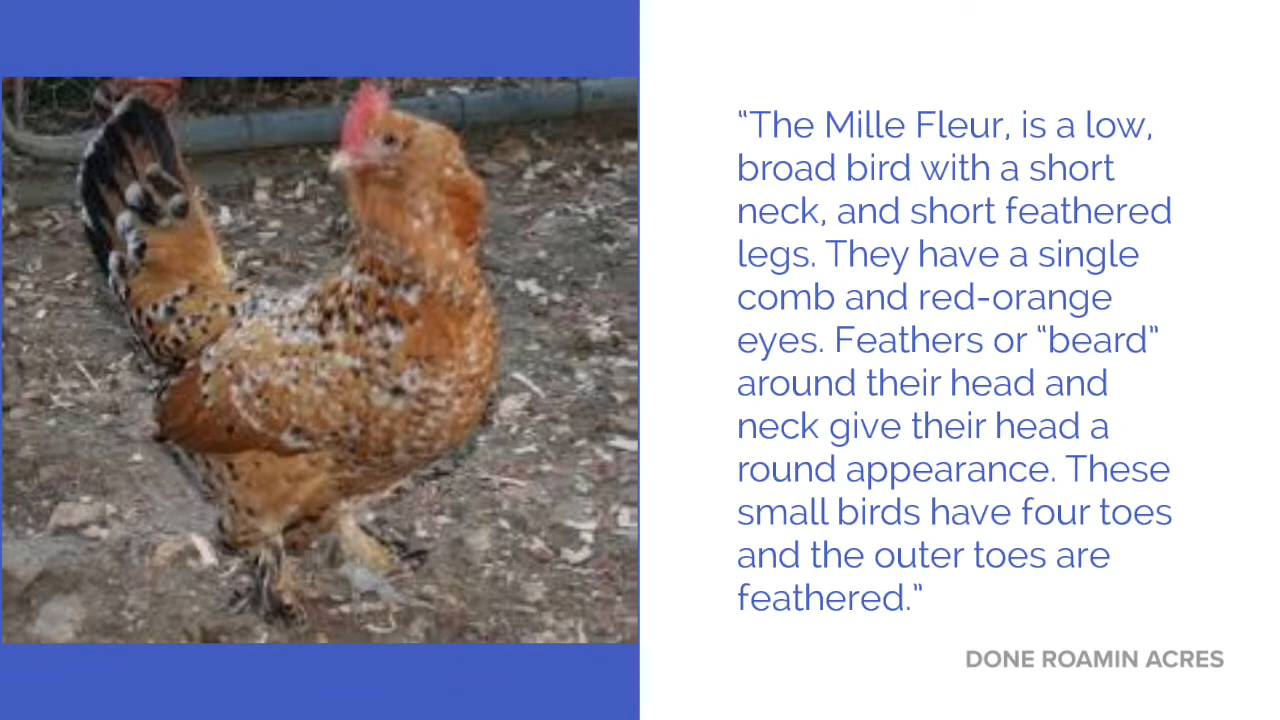 “The Mille Fleur, is a low,
broad bird with a short
neck, and short feathered
legs. They have a single
comb and red-orange
eyes. Feathers or “beard”
around their head and
neck give their head a
round appearance. These
small birds have four toes
and the outer toes are
feathered.”
DONE ROAMIN ACRES